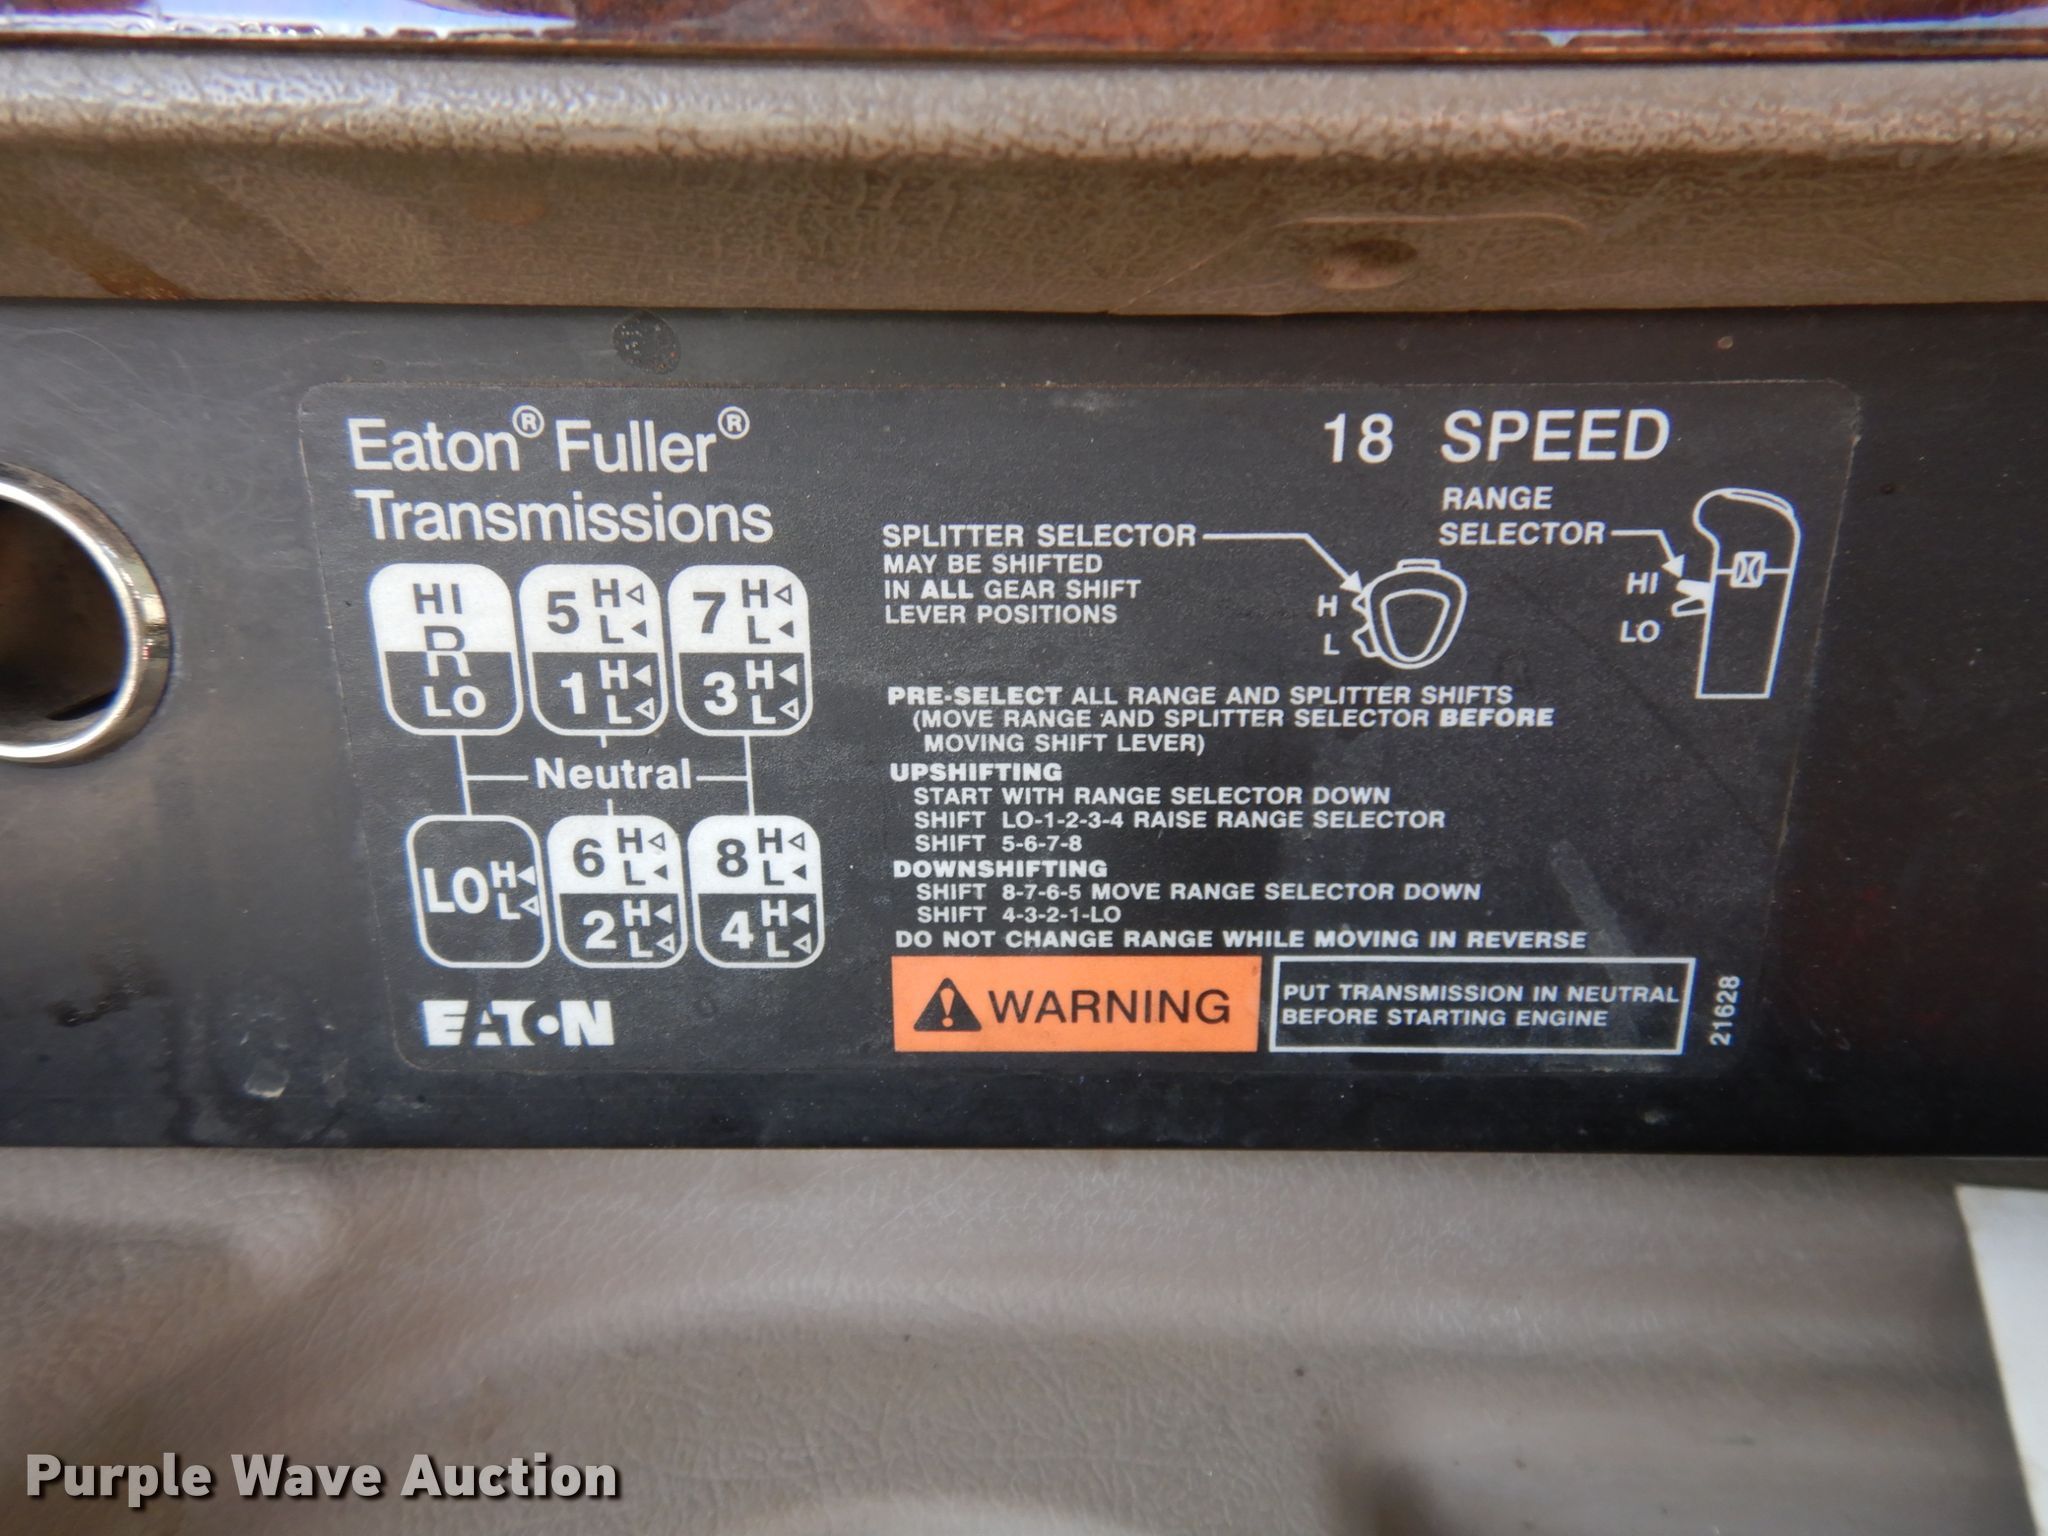 Eaton® Fuller®
Transmissions
18 SPEED
HI
R
LO
5 H◁
L◀
1 H◀
L◁
7 H◁
L◀
3 H◀
L◁
Neutral
LO H◀
L◁
6 H◁
L◀
2 H◀
L◁
8 H◁
L◀
4 H◀
L◁
EATON
SPLITTER SELECTOR
MAY BE SHIFTED
IN ALL GEAR SHIFT
LEVER POSITIONS
H
L
RANGE
SELECTOR
HI
LO
PRE-SELECT ALL RANGE AND SPLITTER SHIFTS
(MOVE RANGE AND SPLITTER SELECTOR BEFORE
MOVING SHIFT LEVER)
UPSHIFTING
START WITH RANGE SELECTOR DOWN
SHIFT LO-1-2-3-4 RAISE RANGE SELECTOR
SHIFT 5-6-7-8
DOWNSHIFTING
SHIFT 8-7-6-5 MOVE RANGE SELECTOR DOWN
SHIFT 4-3-2-1-LO
DO NOT CHANGE RANGE WHILE MOVING IN REVERSE
WARNING
PUT TRANSMISSION IN NEUTRAL
BEFORE STARTING ENGINE
21628
Purple Wave Auction